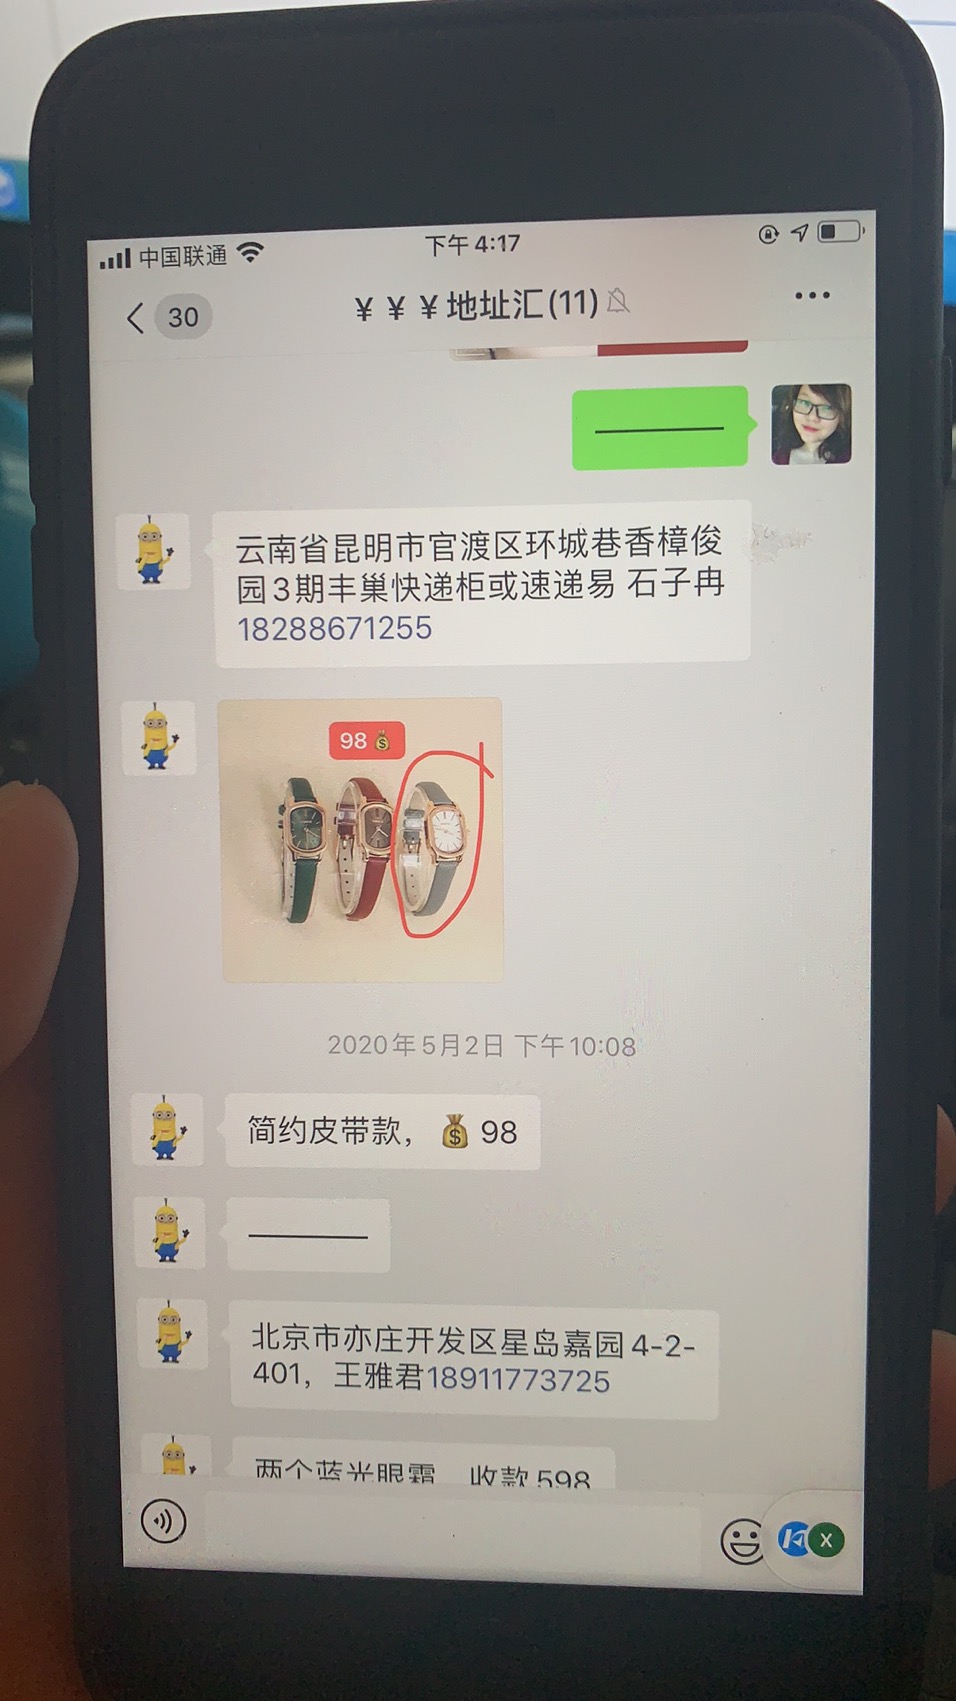 中国联通
下午 4:17
30
￥￥￥地址汇(11)
云南省昆明市官渡区环城巷香樟俊
园3期丰巢快递柜或速递易 石子冉
18288671255
98
2020年5月2日 下午10:08
简约皮带款， 98
北京市亦庄开发区星岛嘉园4-2-
401，王雅君18911773725
两个蓝光眼霜 收款598
X